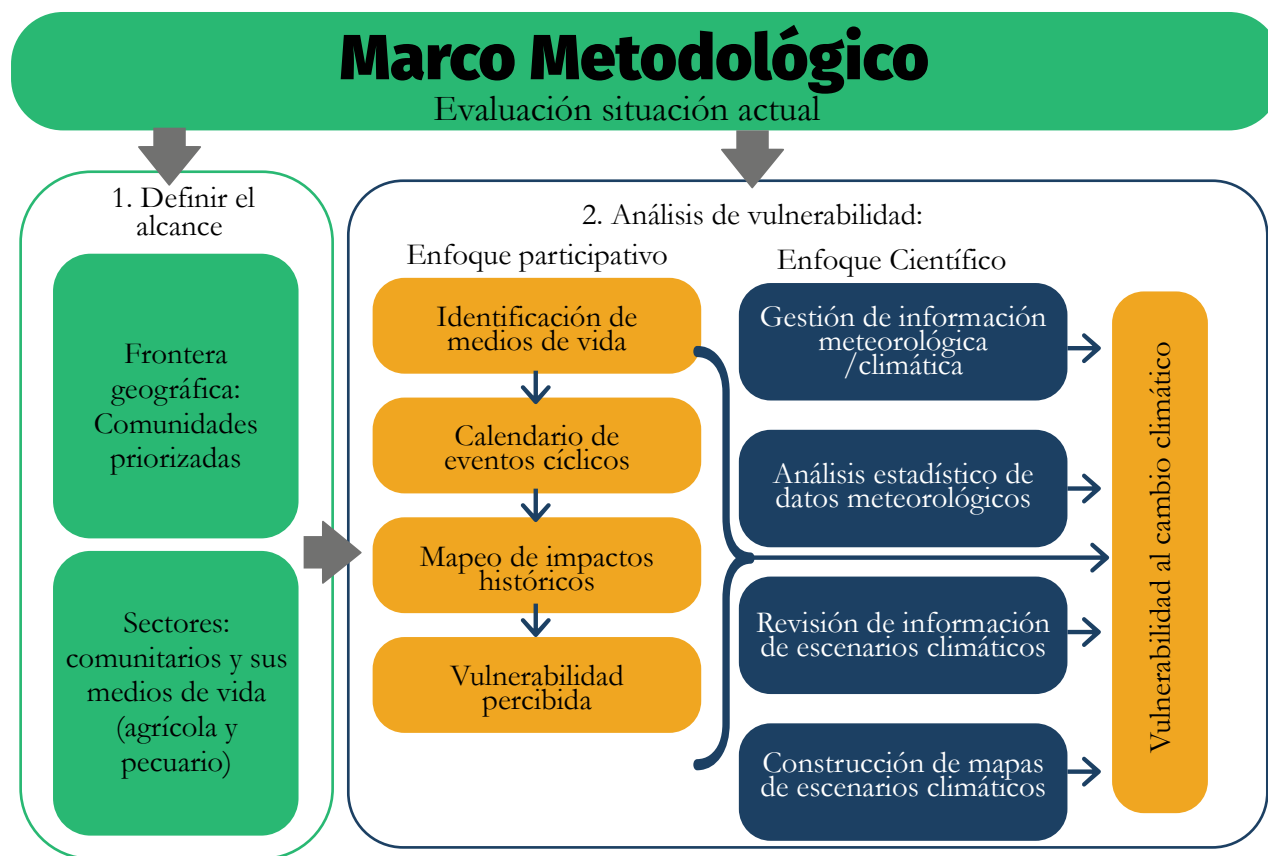 Marco Metodológico
Evaluación situación actual
1. Definir el
alcance
Frontera
geográfica:
Comunidades
priorizadas
Sectores:
comunitarios y sus
medios de vida
(agrícola y
pecuario)
2. Análisis de vulnerabilidad:
Enfoque participativo
Identificación de
medios de vida
Calendario de
eventos cíclicos
Mapeo de impactos
históricos
Vulnerabilidad
percibida
Enfoque Científico
Gestión de información
meteorológica
/climática
Análisis estadístico de
datos meteorológicos
Revisión de información
de escenarios climáticos
Construcción de mapas
de escenarios climáticos
Vulnerabilidad al cambio climático